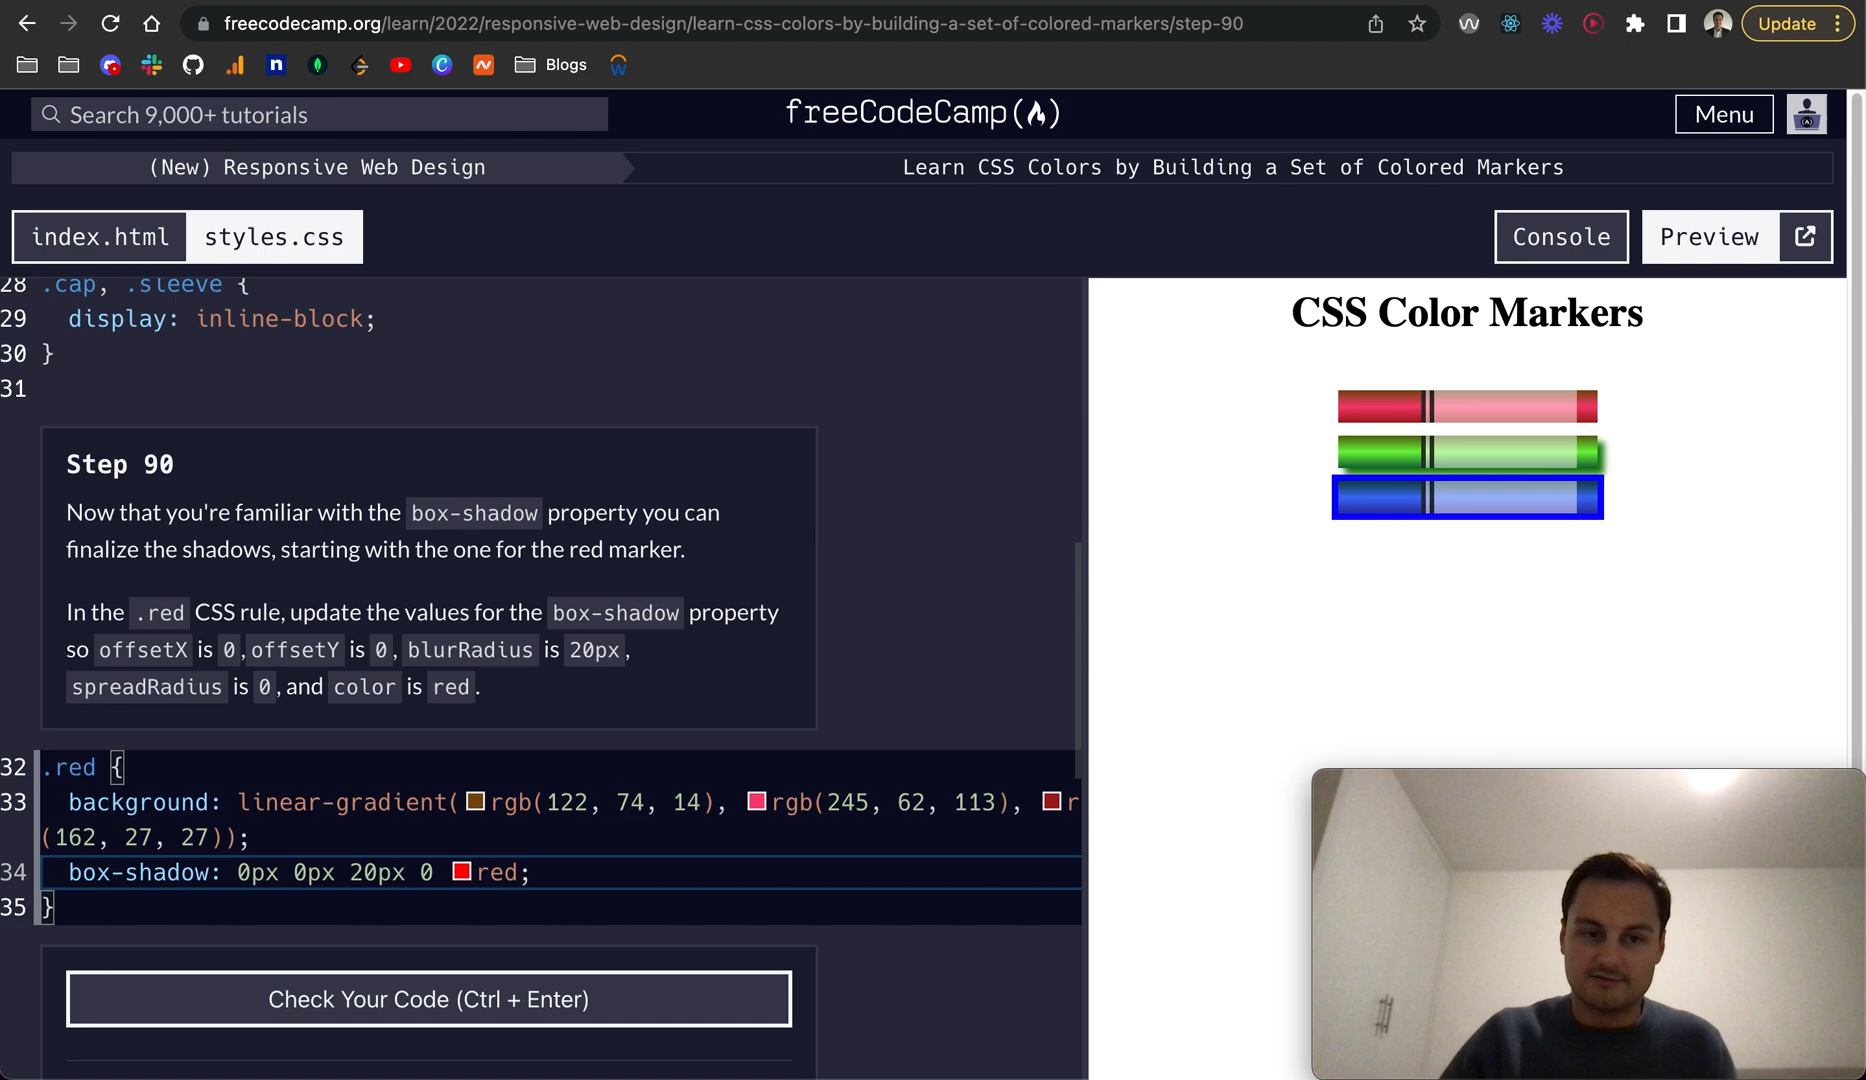 freecodecamp.org/learn/2022/responsive-web-design/learn-css-colors-by-building-a-set-of-colored-markers/step-90
Update
Blogs
Search 9,000+ tutorials
freeCodeCamp(🔥)
Menu
(New) Responsive Web Design
Learn CSS Colors by Building a Set of Colored Markers
index.html
styles.css
Console
Preview
28 .cap, .sleeve {
29 display: inline-block;
30 }
31
Step 90
Now that you're familiar with the box-shadow property you can
finalize the shadows, starting with the one for the red marker.
In the .red CSS rule, update the values for the box-shadow property
so offsetX is 0, offsetY is 0, blurRadius is 20px,
spreadRadius is 0, and color is red.
32 .red {
33 background: linear-gradient(rgb(122, 74, 14), rgb(245, 62, 113), r
(162, 27, 27));
34 box-shadow: 0px 0px 20px 0 red;
35 }
Check Your Code (Ctrl + Enter)
CSS Color Markers